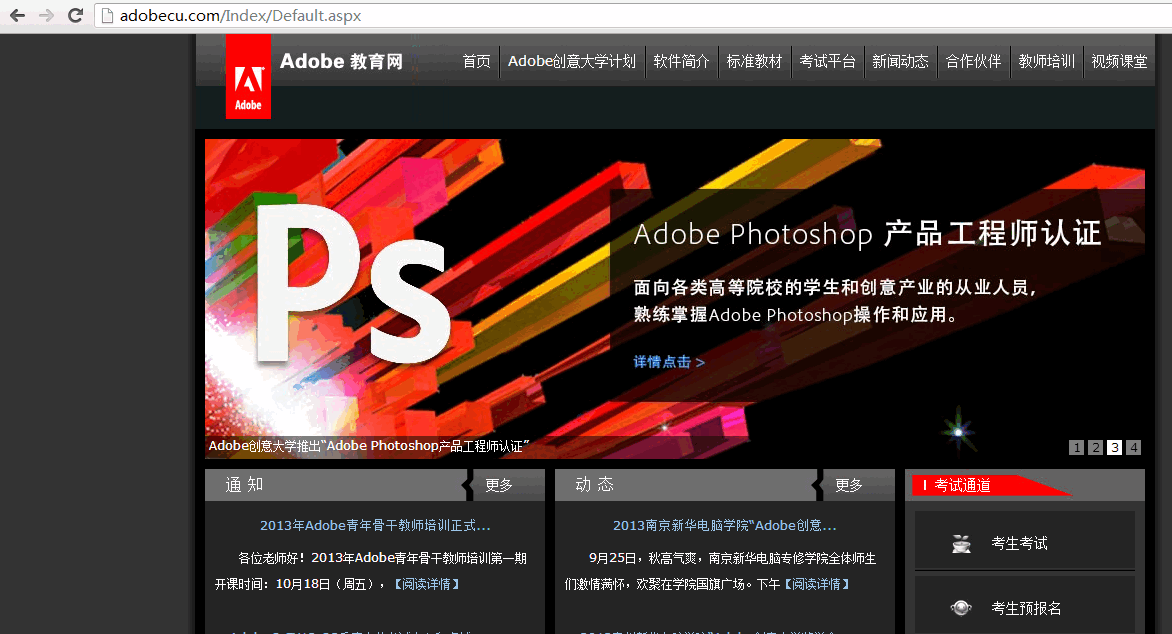 adobecu.com/Index/Default.aspx
Adobe
Adobe 教育网
首页
Adobe创意大学计划
软件简介
标准教材
考试平台
新闻动态
合作伙伴
教师培训
视频课堂
Ps
Adobe Photoshop 产品工程师认证
面向各类高等院校的学生和创意产业的从业人员,
熟练掌握Adobe Photoshop操作和应用。
详情点击 >
Adobe创意大学推出“Adobe Photoshop产品工程师认证”
1 2 3 4
通 知
更多
2013年Adobe青年骨干教师培训正式...
各位老师好！2013年Adobe青年骨干教师培训第一期
开课时间：10月18日（周五），【阅读详情】
动 态
更多
2013南京新华电脑学院“Adobe创意...
9月25日，秋高气爽，南京新华电脑专修学院全体师生
们激情满怀，欢聚在学院国旗广场。下午【阅读详情】
考试通道
考生考试
考生预报名